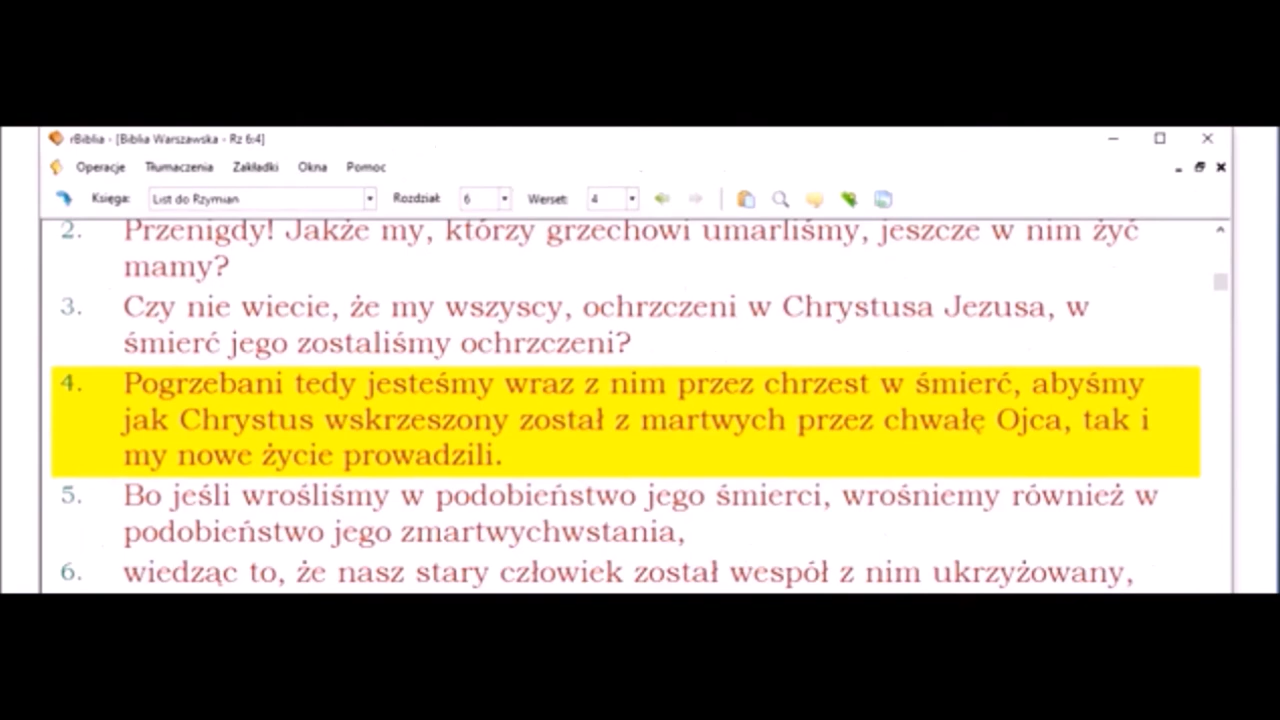 rBiblia - [Biblia Warszawska - Rz 6:4]
Operacje Tłumaczenia Zakładki Okna Pomoc
Księga: List do Rzymian Rozdział: 6 Werset: 4
2. Przenigdy! Jakże my, którzy grzechowi umarliśmy, jeszcze w nim żyć
mamy?
3. Czy nie wiecie, że my wszyscy, ochrzczeni w Chrystusa Jezusa, w
śmierć jego zostaliśmy ochrzczeni?
4. Pogrzebani tedy jesteśmy wraz z nim przez chrzest w śmierć, abyśmy
jak Chrystus wskrzeszony został z martwych przez chwałę Ojca, tak i
my nowe życie prowadzili.
5. Bo jeśli wrośliśmy w podobieństwo jego śmierci, wrośniemy również w
podobieństwo jego zmartwychwstania,
6. wiedząc to, że nasz stary człowiek został wespół z nim ukrzyżowany,